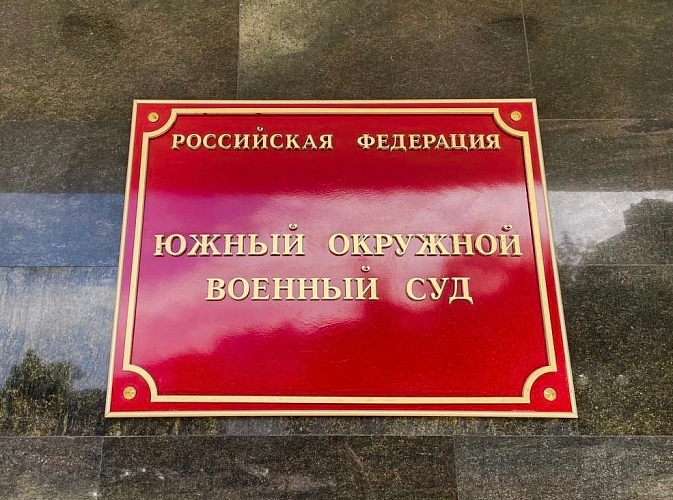 РОССИЙСКАЯ ФЕДЕРАЦИЯ
ЮЖНЫЙ ОКРУЖНОЙ
ВОЕННЫЙ СУД